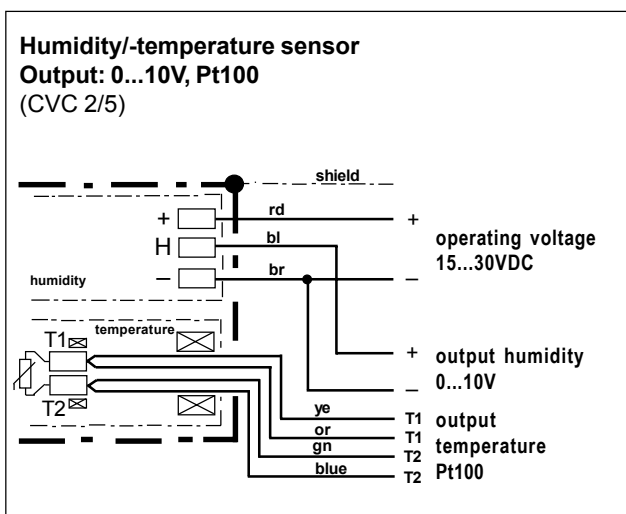 Humidity/-temperature sensor
Output: 0...10V, Pt100
(CVC 2/5)
shield
+ rd +
H bl
operating voltage
15...30VDC
− br −
humidity
temperature
T1
T2
+ output humidity
− 0...10V
ye T1 output
or T1
temperature
gn T2
Pt100
blue T2